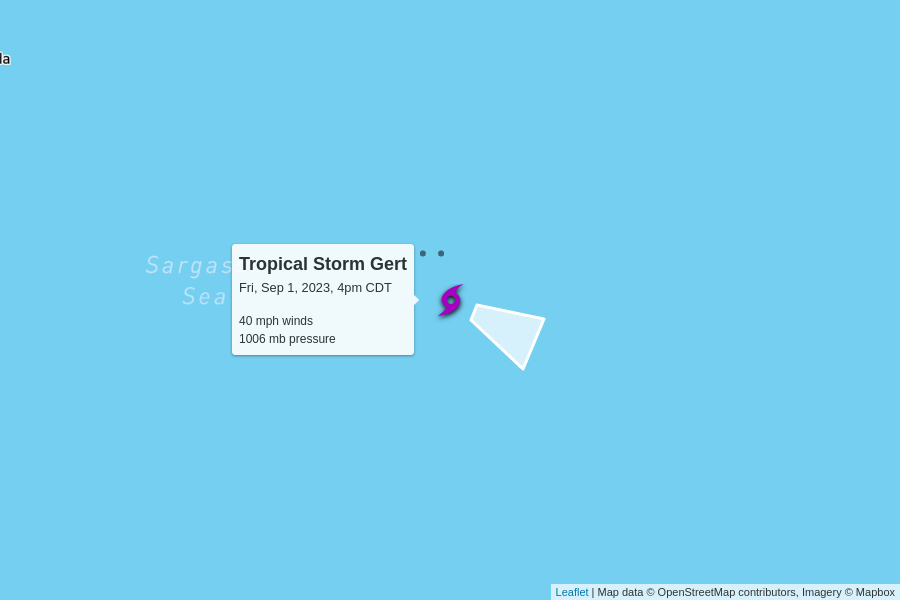 la
Sargas
Sea
Tropical Storm Gert
Fri, Sep 1, 2023, 4pm CDT
40 mph winds
1006 mb pressure
Leaflet | Map data © OpenStreetMap contributors, Imagery © Mapbox